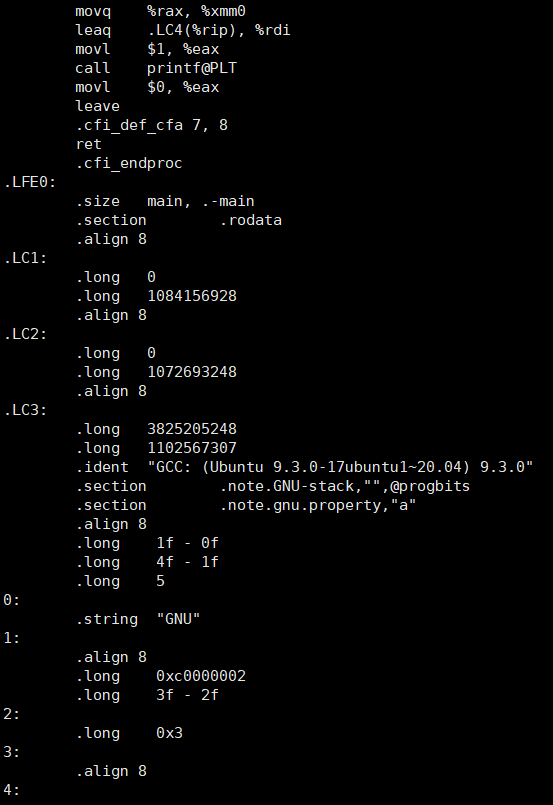 movq %rax, %xmm0
leaq .LC4(%rip), %rdi
movl $1, %eax
call printf@PLT
movl $0, %eax
leave
.cfi_def_cfa 7, 8
ret
.cfi_endproc
.LFE0:
.size main, .-main
.section .rodata
.align 8
.LC1:
.long 0
.long 1084156928
.align 8
.LC2:
.long 0
.long 1072693248
.align 8
.LC3:
.long 3825205248
.long 1102567307
.ident "GCC: (Ubuntu 9.3.0-17ubuntu1~20.04) 9.3.0"
.section .note.GNU-stack,"",@progbits
.section .note.gnu.property,"a"
.align 8
.long 1f - 0f
.long 4f - 1f
.long 5
0:
.string "GNU"
1:
.align 8
.long 0xc0000002
.long 3f - 2f
2:
.long 0x3
3:
.align 8
4: